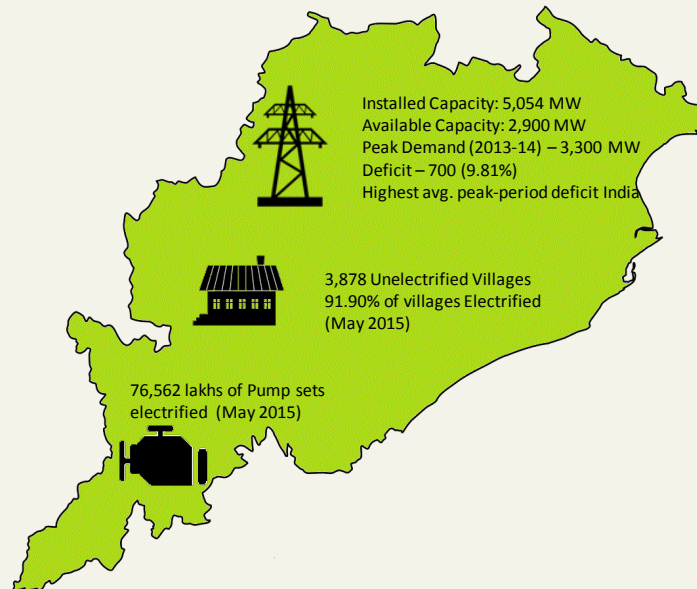 Installed Capacity: 5,054 MW
Available Capacity: 2,900 MW
Peak Demand (2013-14) – 3,300 MW
Deficit – 700 (9.81%)
Highest avg. peak-period deficit India
3,878 Unelectrified Villages
91.90% of villages Electrified
(May 2015)
76,562 lakhs of Pump sets
electrified (May 2015)